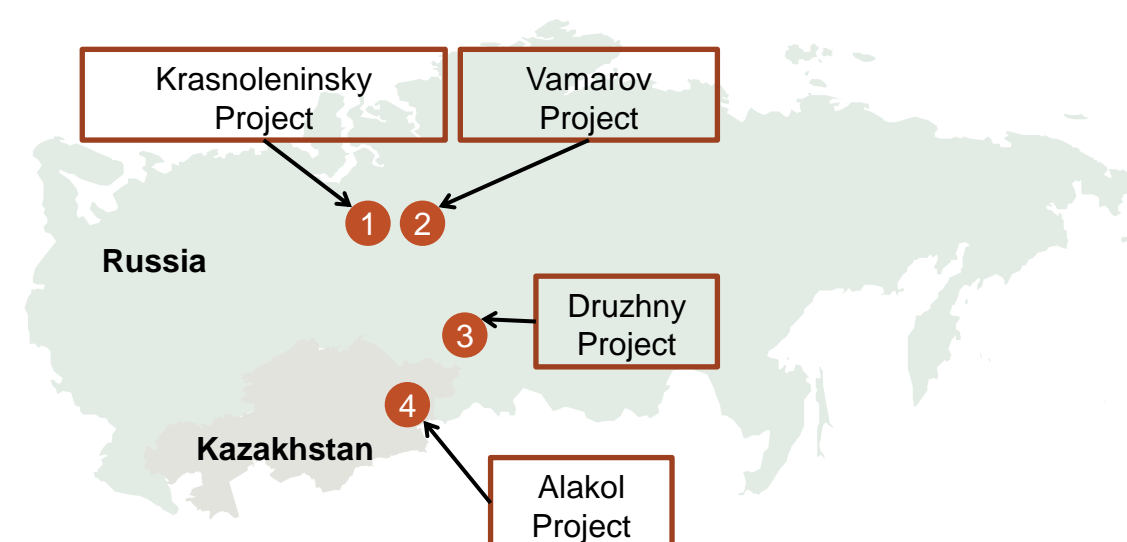 Krasnoleninsky
Project
Vamarov
Project
1
2
Russia
Druzhny
Project
3
4
Kazakhstan
Alakol
Project